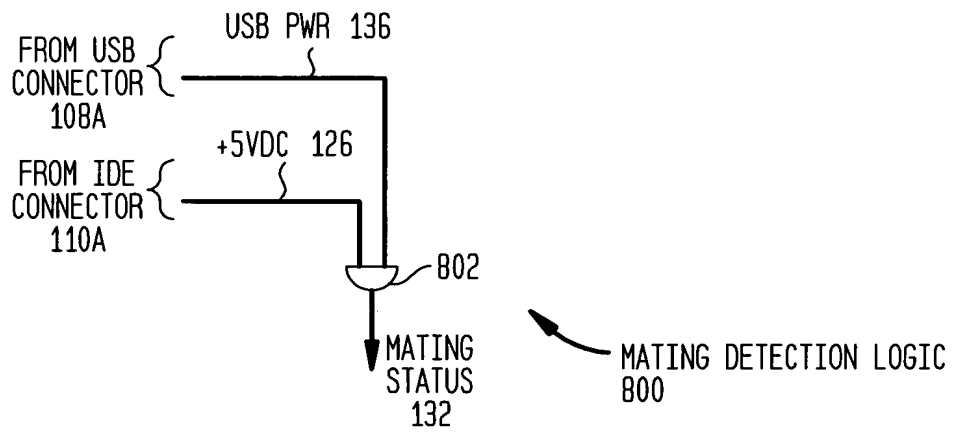 USB PWR 136
FROM USB
CONNECTOR
108A
+5VDC 126
FROM IDE
CONNECTOR
110A
802
MATING
STATUS
132
MATING DETECTION LOGIC
800